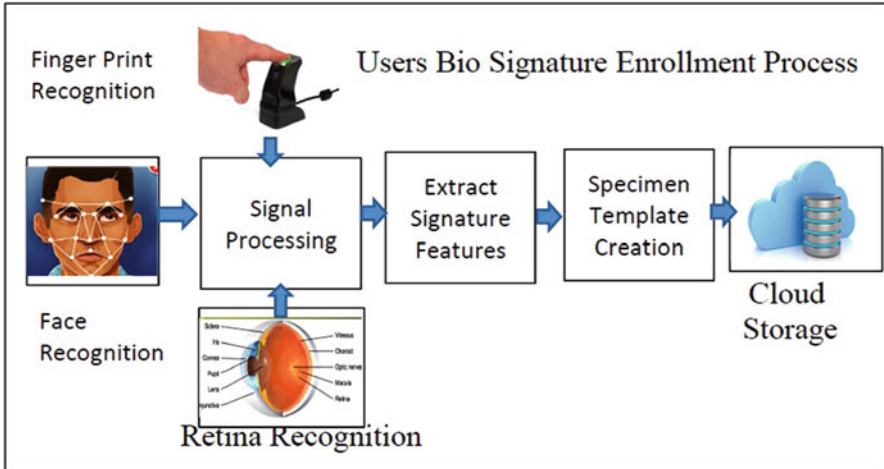 Finger Print
Recognition
Users Bio Signature Enrollment Process
Signal
Processing
Extract
Signature
Features
Specimen
Template
Creation
Cloud
Storage
Face
Recognition
Sclera
Iris
Cornea
Pupil
Lens
njunctive
Vitreous
Choroid
Optic nerve
Macula
Retina
Retina Recognition